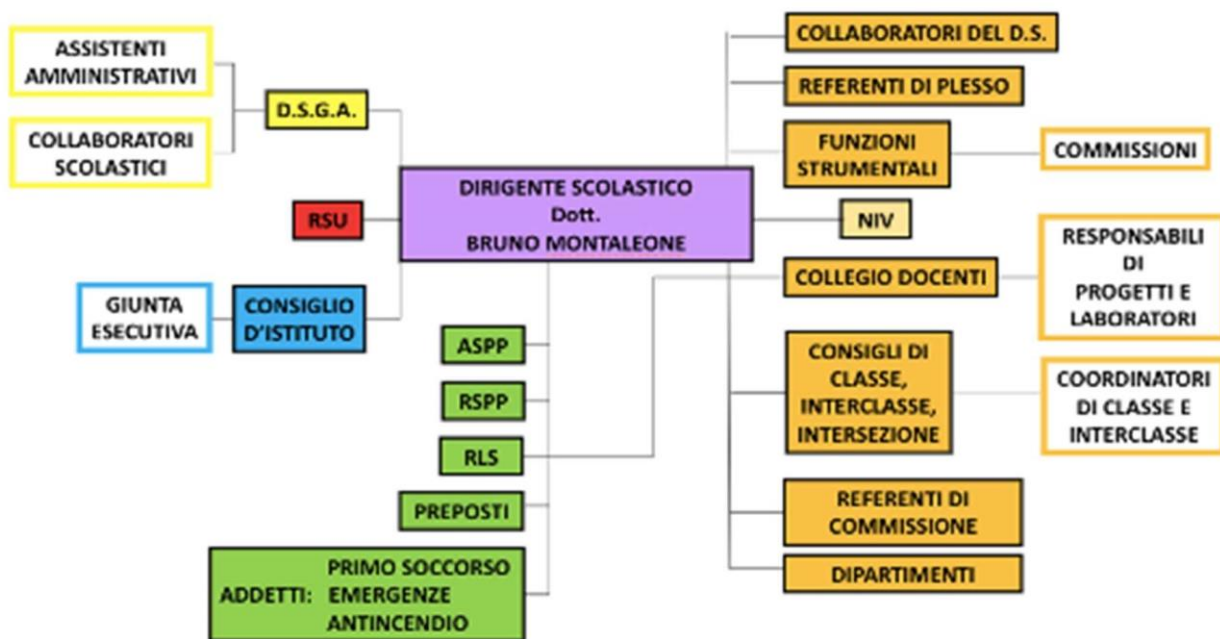 ASSISTENTI
AMMINISTRATIVI
COLLABORATORI
SCOLASTICI
D.S.G.A.
RSU
GIUNTA
ESECUTIVA
CONSIGLIO
D'ISTITUTO
DIRIGENTE SCOLASTICO
Dott.
BRUNO MONTALEONE
ASPP
RSPP
RLS
PREPOSTI
PRIMO SOCCORSO
ADDETTI: EMERGENZE
ANTINCENDIO
COLLABORATORI DEL D.S.
REFERENTI DI PLESSO
FUNZIONI
STRUMENTALI
COMMISSIONI
NIV
COLLEGIO DOCENTI
RESPONSABILI
DI
PROGETTI E
LABORATORI
CONSIGLI DI
CLASSE,
INTERCLASSE,
INTERSEZIONE
COORDINATORI
DI CLASSE E
INTERCLASSE
REFERENTI DI
COMMISSIONE
DIPARTIMENTI